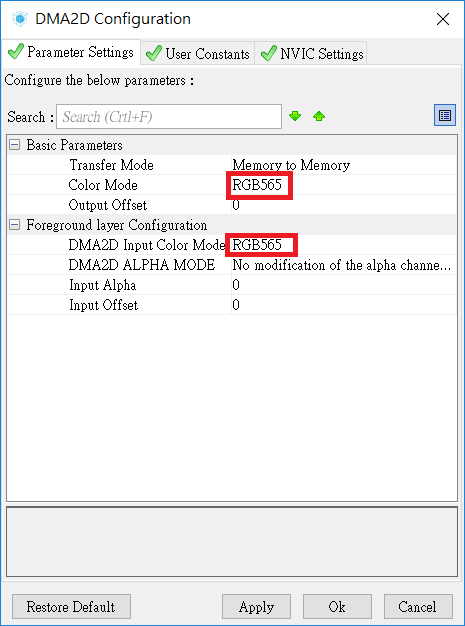 DMA2D Configuration
Parameter Settings User Constants NVIC Settings
Configure the below parameters :
Search : Search (Crtl+F)
Basic Parameters
Transfer Mode Memory to Memory
Color Mode RGB565
Output Offset 0
Foreground layer Configuration
DMA2D Input Color Mode RGB565
DMA2D ALPHA MODE No modification of the alpha channe...
Input Alpha 0
Input Offset 0
Restore Default Apply Ok Cancel